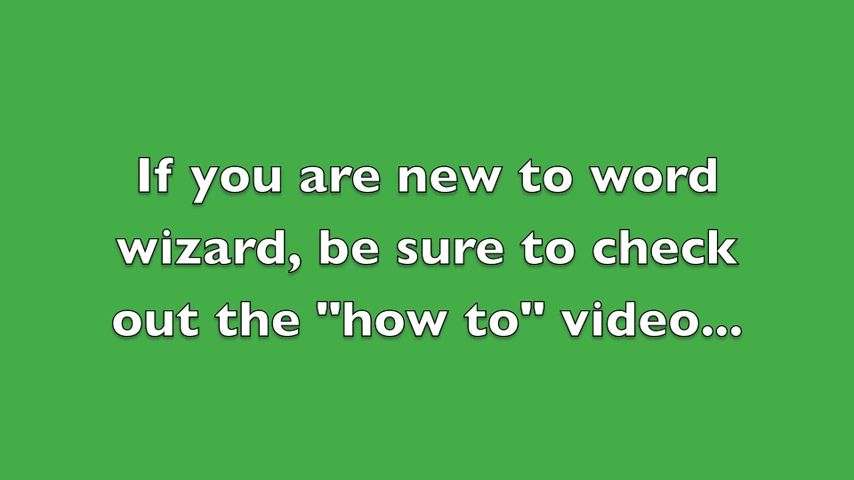 If you are new to word
wizard, be sure to check
out the "how to" video...